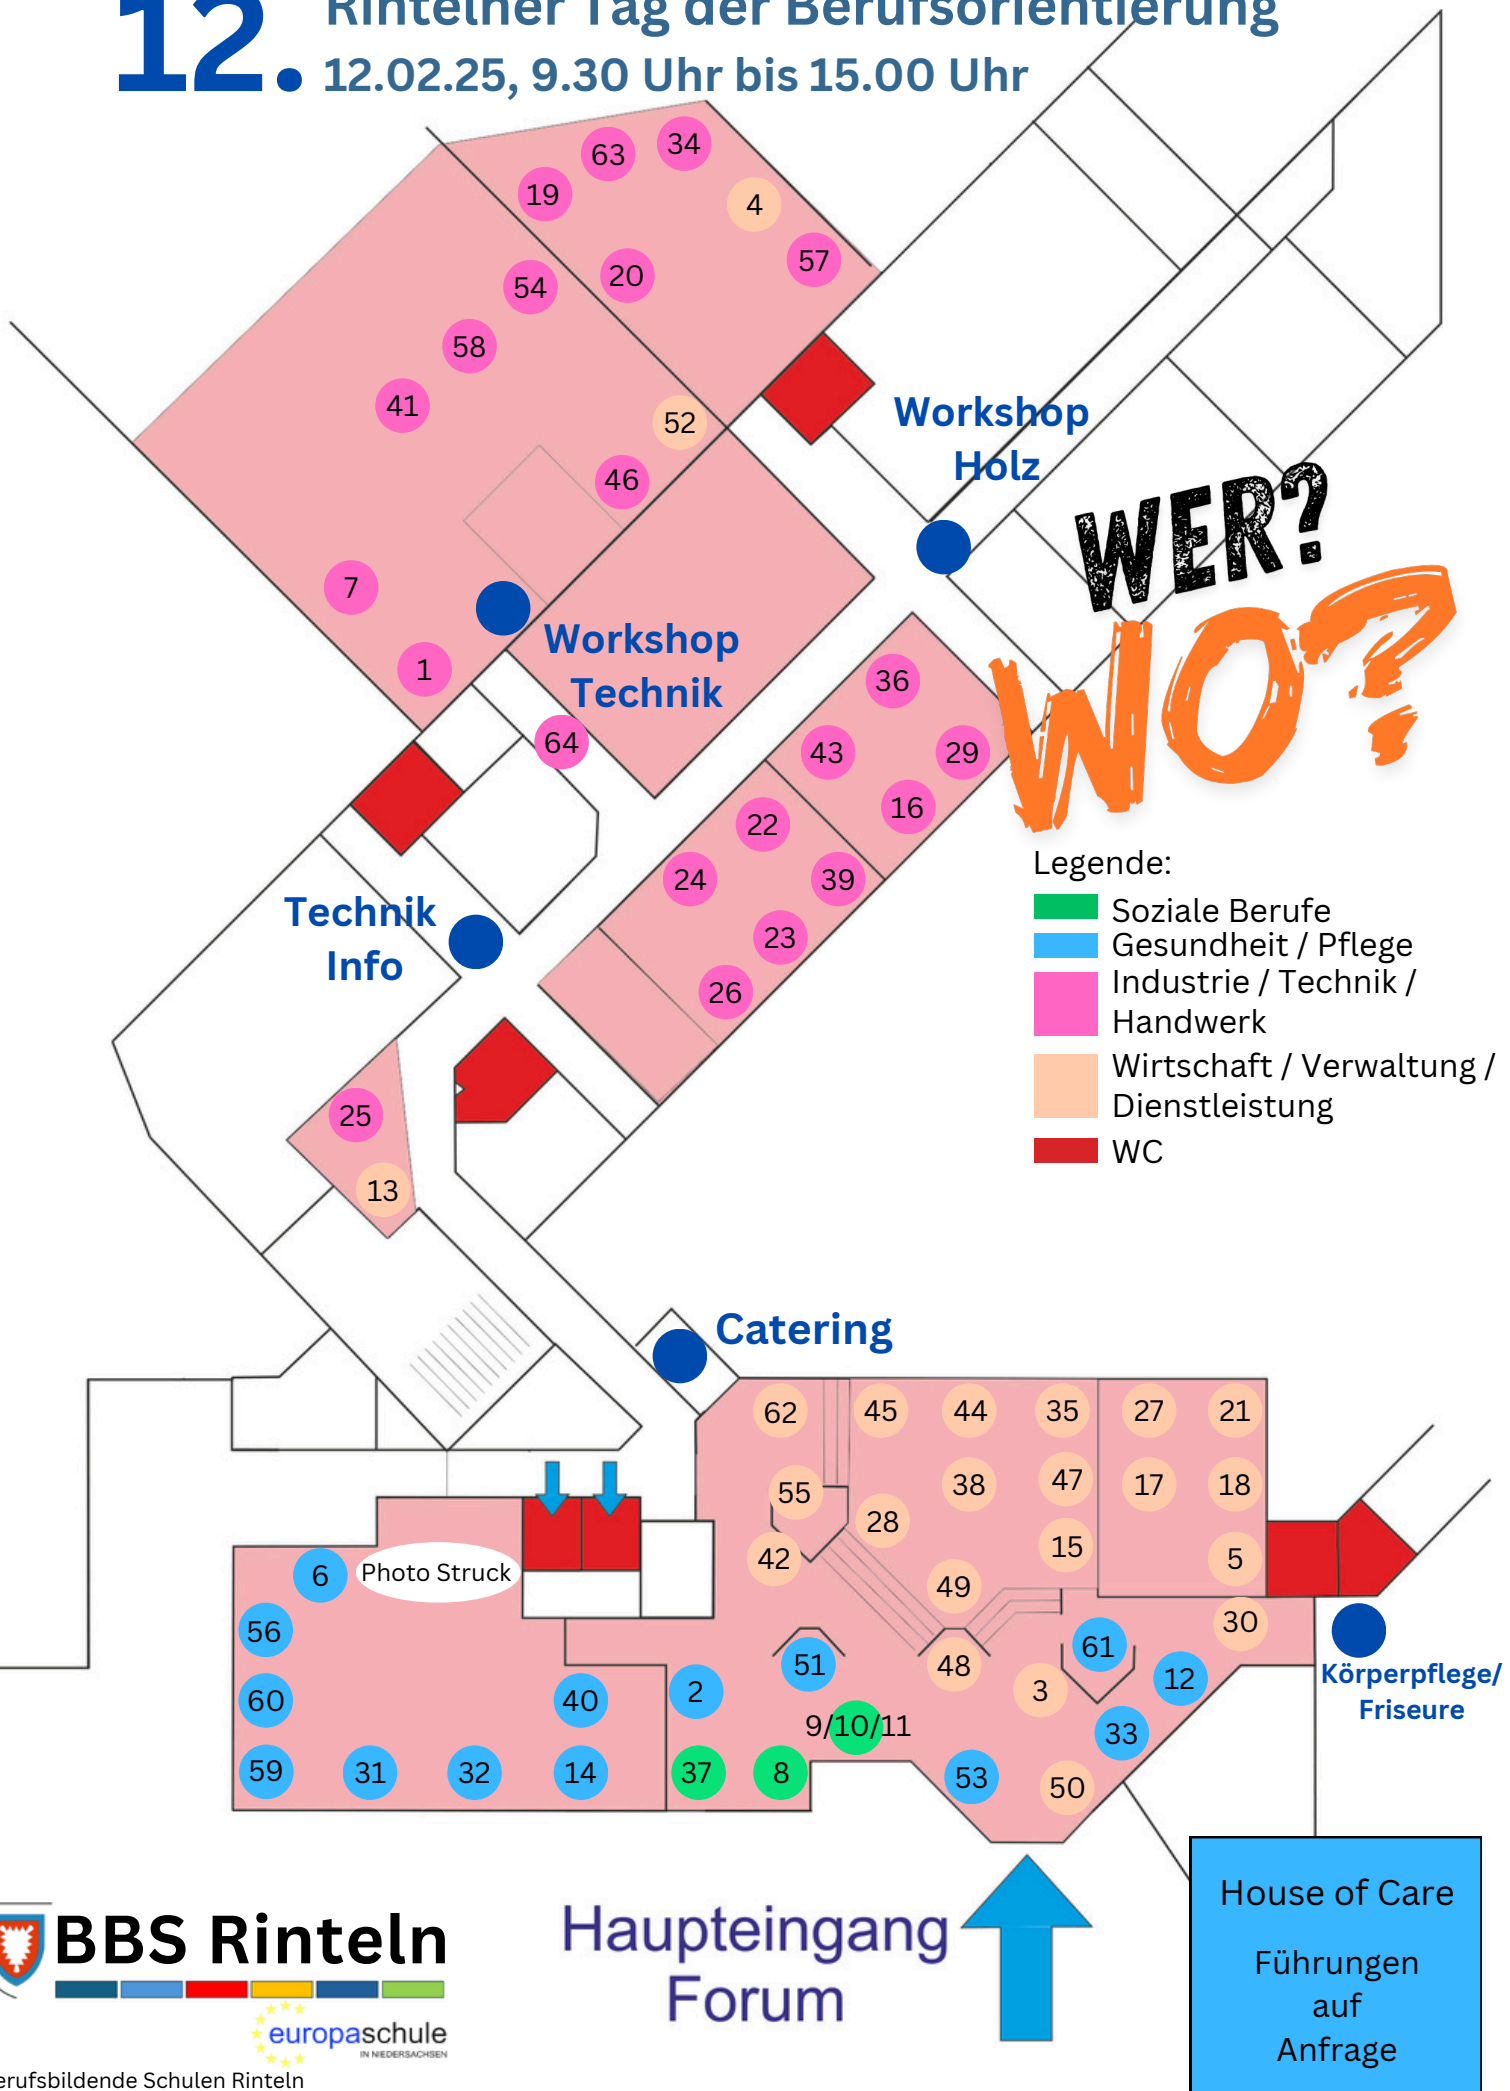 12.
Rintelner Tag der Berufsorientierung
12.02.25, 9.30 Uhr bis 15.00 Uhr
63
34
19
4
57
20
54
58
41
52
46
Workshop
Holz
WER?
WO?
7
1
Workshop
Technik
64
36
43
29
16
22
24
39
23
26
Technik
Info
Legende:
Soziale Berufe
Gesundheit / Pflege
Industrie / Technik /
Handwerk
Wirtschaft / Verwaltung /
Dienstleistung
WC
25
13
Catering
62
45
44
35
27
21
55
38
47
17
18
28
42
15
5
49
6
Photo Struck
56
30
61
51
48
12
Körperpflege/
Friseure
60
40
2
3
9/10/11
33
59
31
32
14
37
8
53
50
House of Care
Führungen
auf
Anfrage
Haupteingang
Forum
BBS Rinteln
europaschule
IN NIEDERSACHSEN
erufsbildende Schulen Rinteln